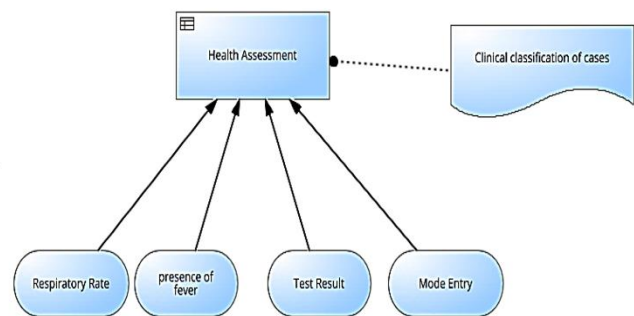 Health Assessment
Clinical classification of cases
Respiratory Rate
presence of
fever
Test Result
Mode Entry